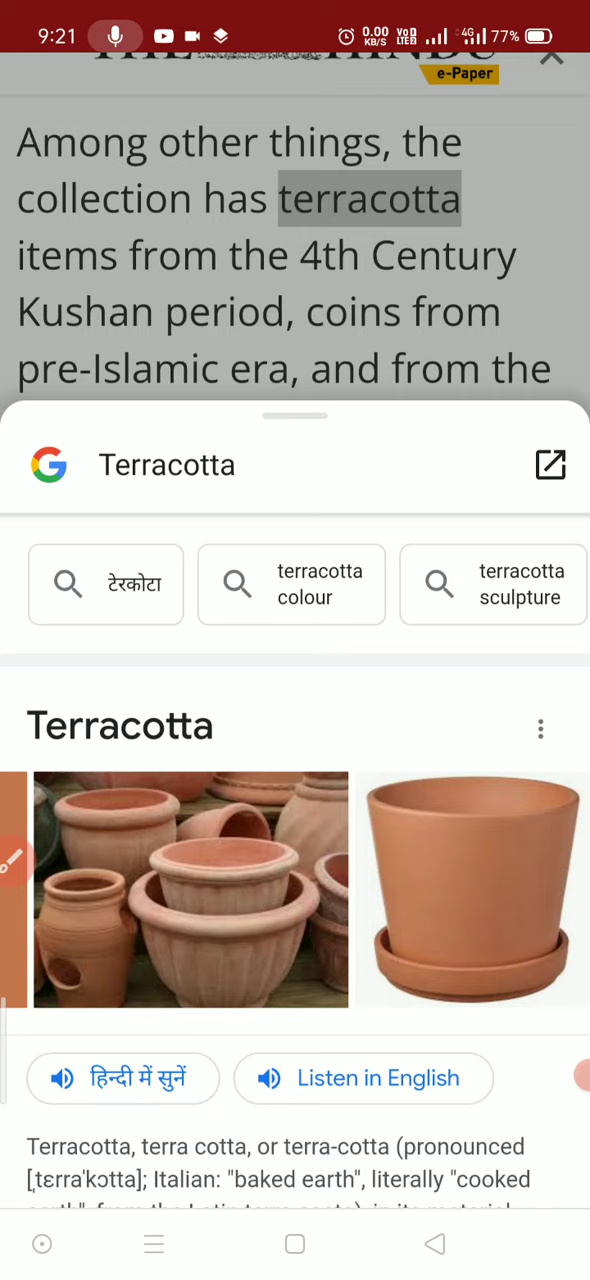 9:21
0.00
KB/S
Vo
LTE2
4G
77%
e-Paper
Among other things, the
collection has terracotta
items from the 4th Century
Kushan period, coins from
pre-Islamic era, and from the
Terracotta
टेरकोटा
terracotta
colour
terracotta
sculpture
Terracotta
हिन्दी में सुनें
Listen in English
Terracotta, terra cotta, or terra-cotta (pronounced
[ˌtɛrraˈkɔtta]; Italian: "baked earth", literally "cooked